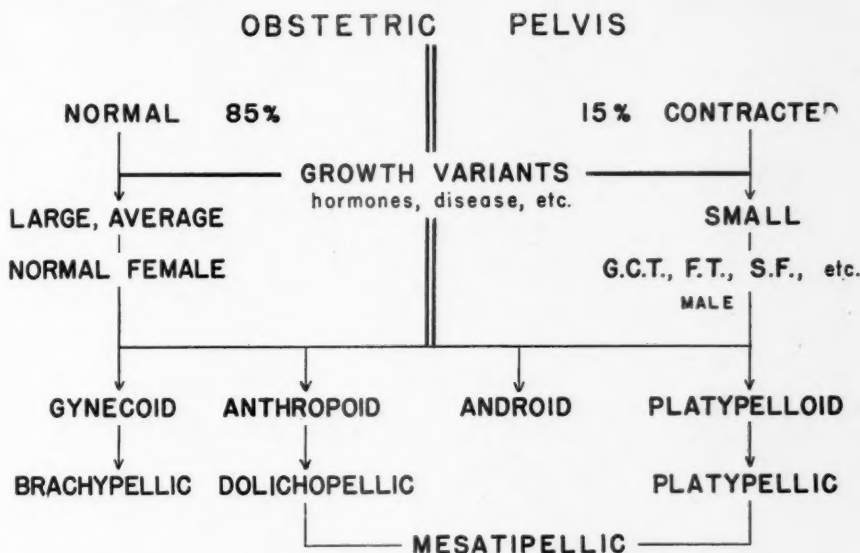 OBSTETRIC PELVIS
NORMAL 85% 15% CONTRACTED
GROWTH VARIANTS
hormones, disease, etc.
LARGE, AVERAGE SMALL
NORMAL FEMALE G.C.T., F.T., S.F., etc.
MALE
GYNECOID ANTHROPOID ANDROID PLATYPELLOID
BRACHYPELLIC DOLICHOPELLIC PLATYPELLIC
MESATIPELLIC